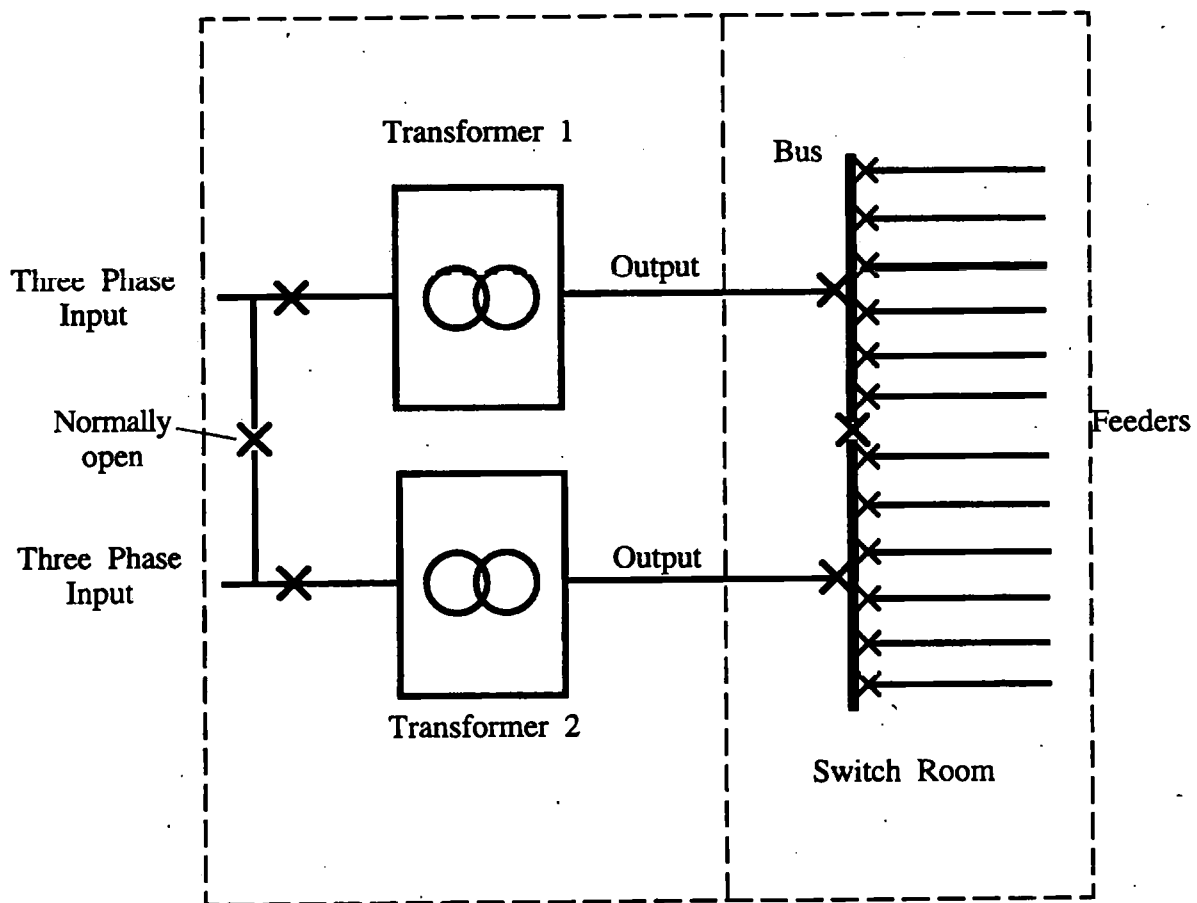 Transformer 1
Bus
Three Phase
Input
Output
Normally
open
Feeders
Three Phase
Input
Output
Transformer 2
Switch Room